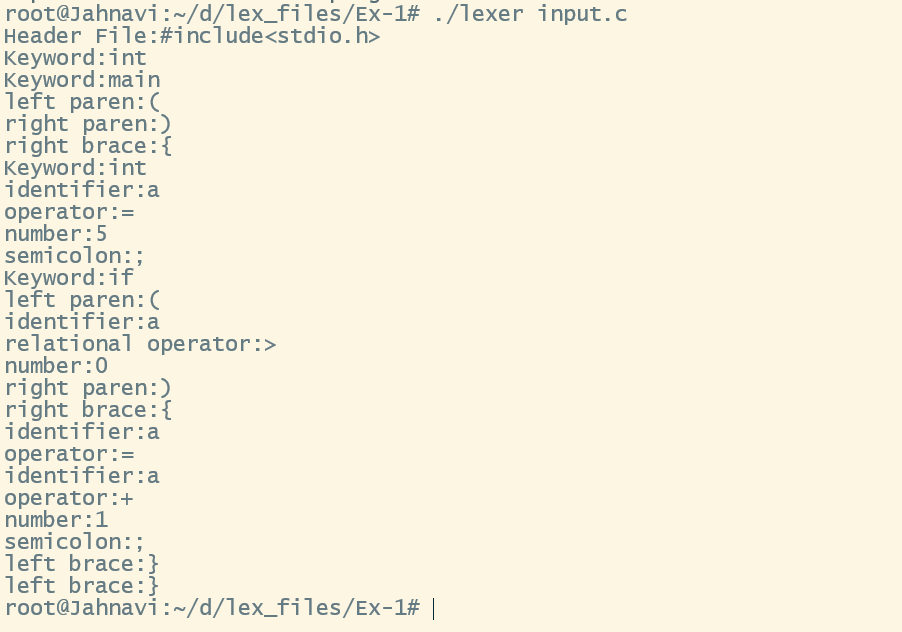 root@Jahnavi:~/d/lex_files/Ex-1# ./lexer input.c
Header File:#include<stdio.h>
Keyword:int
Keyword:main
left paren:(
right paren:)
right brace:{
Keyword:int
identifier:a
operator:=
number:5
semicolon:;
Keyword:if
left paren:(
identifier:a
relational operator:>
number:0
right paren:)
right brace:{
identifier:a
operator:=
identifier:a
operator:+
number:1
semicolon:;
left brace:}
left brace:}
root@Jahnavi:~/d/lex_files/Ex-1#